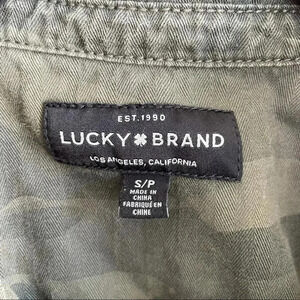 EST. 1990
LUCKY BRAND
LOS ANGELES, CALIFORNIA
S/P
MADE IN
CHINA
FABRIQUÉ EN
CHINE